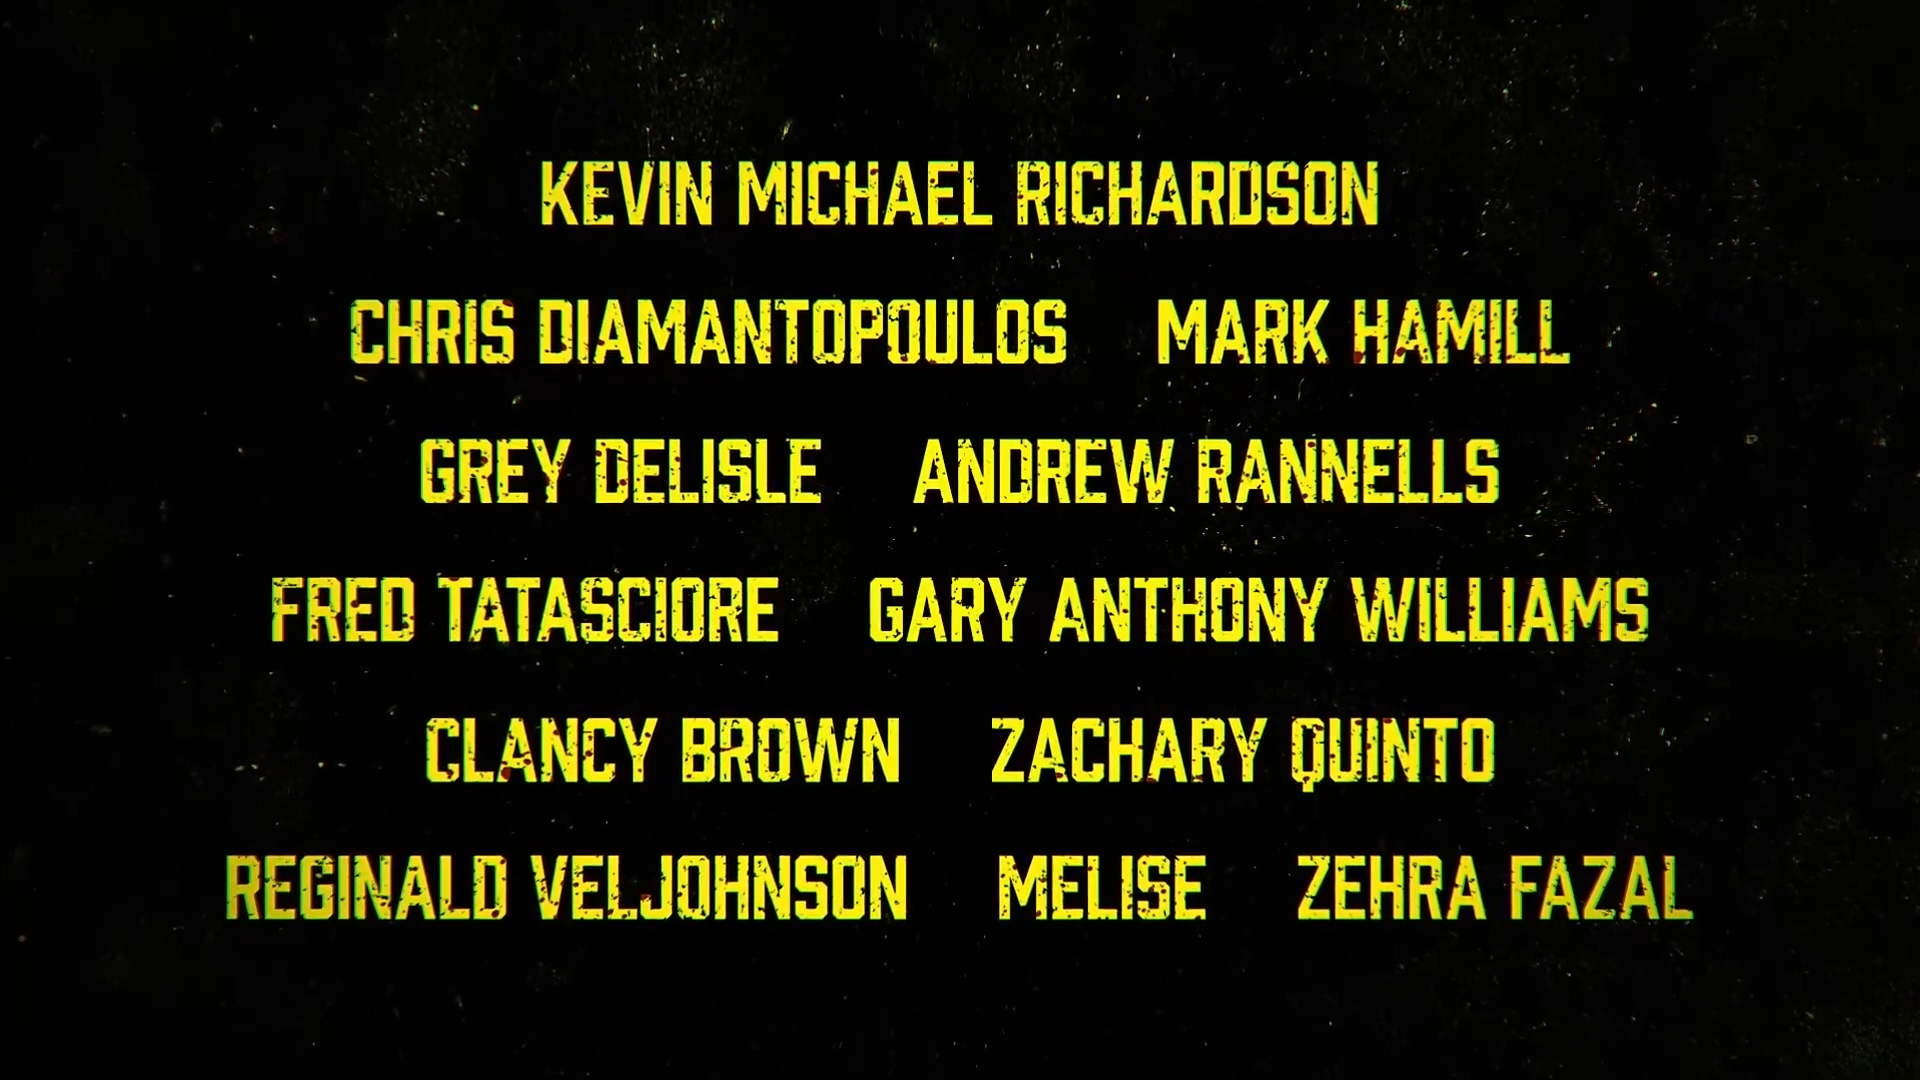 KEVIN MICHAEL RICHARDSON
CHRIS DIAMANTOPOULOS MARK HAMILL
GREY DELISLE ANDREW RANNELLS
FRED TATASCIORE GARY ANTHONY WILLIAMS
CLANCY BROWN ZACHARY QUINTO
REGINALD VELJOHNSON MELISE ZEHRA FAZAL